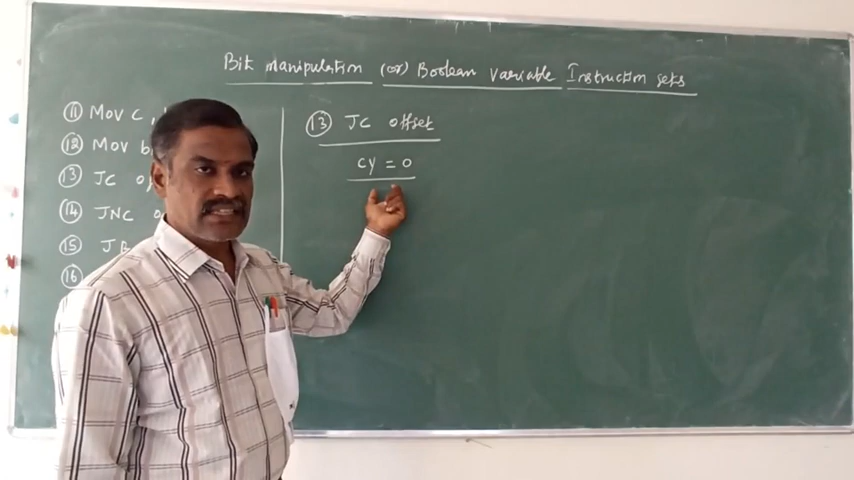 Bit manipulation (or) Boolean variable Instruction sets
11 Mov C,
12 Mov
13 JC
14 JNC
15
16
13 JC offset
CY = 0